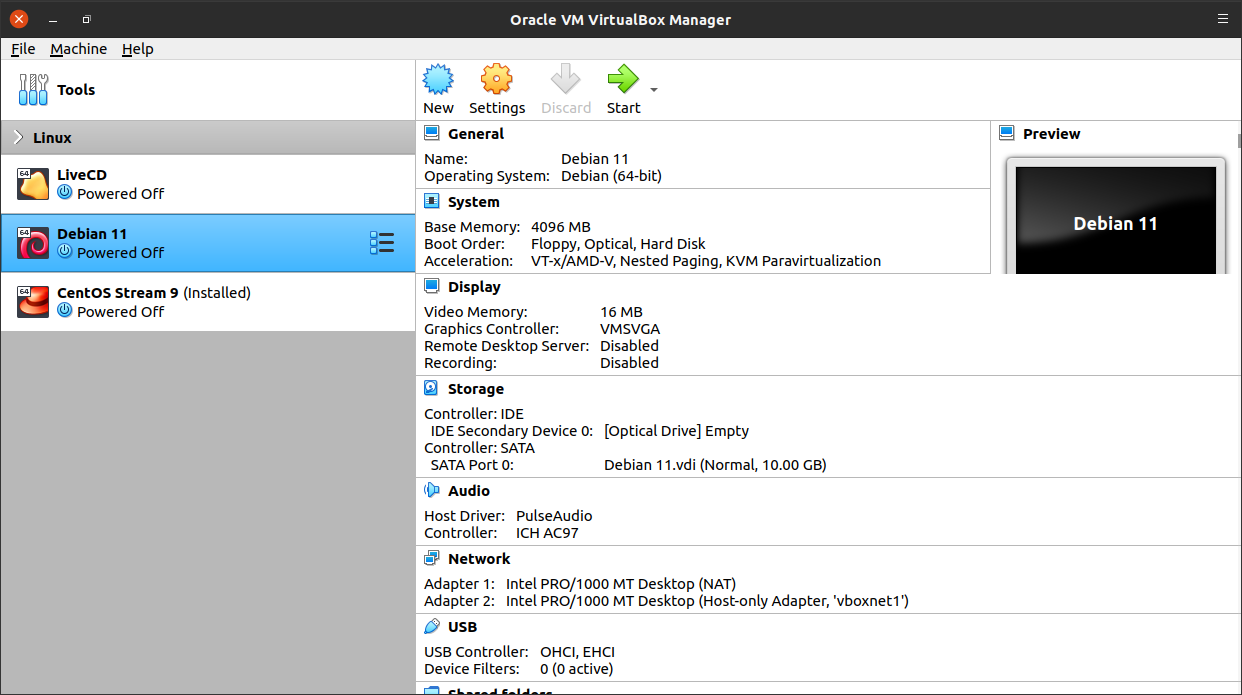 Oracle VM VirtualBox Manager
File Machine Help
Tools
Linux
64
LiveCD
Powered Off
64
Debian 11
Powered Off
64
CentOS Stream 9 (Installed)
Powered Off
New Settings Discard Start
General
Name: Debian 11
Operating System: Debian (64-bit)
System
Base Memory: 4096 MB
Boot Order: Floppy, Optical, Hard Disk
Acceleration: VT-x/AMD-V, Nested Paging, KVM Paravirtualization
Preview
Debian 11
Display
Video Memory: 16 MB
Graphics Controller: VMSVGA
Remote Desktop Server: Disabled
Recording: Disabled
Storage
Controller: IDE
IDE Secondary Device 0: [Optical Drive] Empty
Controller: SATA
SATA Port 0: Debian 11.vdi (Normal, 10.00 GB)
Audio
Host Driver: PulseAudio
Controller: ICH AC97
Network
Adapter 1: Intel PRO/1000 MT Desktop (NAT)
Adapter 2: Intel PRO/1000 MT Desktop (Host-only Adapter, 'vboxnet1')
USB
USB Controller: OHCI, EHCI
Device Filters: 0 (0 active)
Shared folders